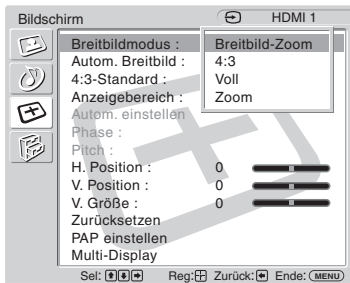 Bildschirm HDMI 1
Breitbildmodus : Breitbild-Zoom
Autom. Breitbild : 4:3
4:3-Standard : Voll
Anzeigebereich : Zoom
Autom. einstellen
Phase :
Pitch :
H. Position : 0
V. Position : 0
V. Größe : 0
Zurücksetzen
PAP einstellen
Multi-Display
Sel: Reg: Zurück: Ende: MENU